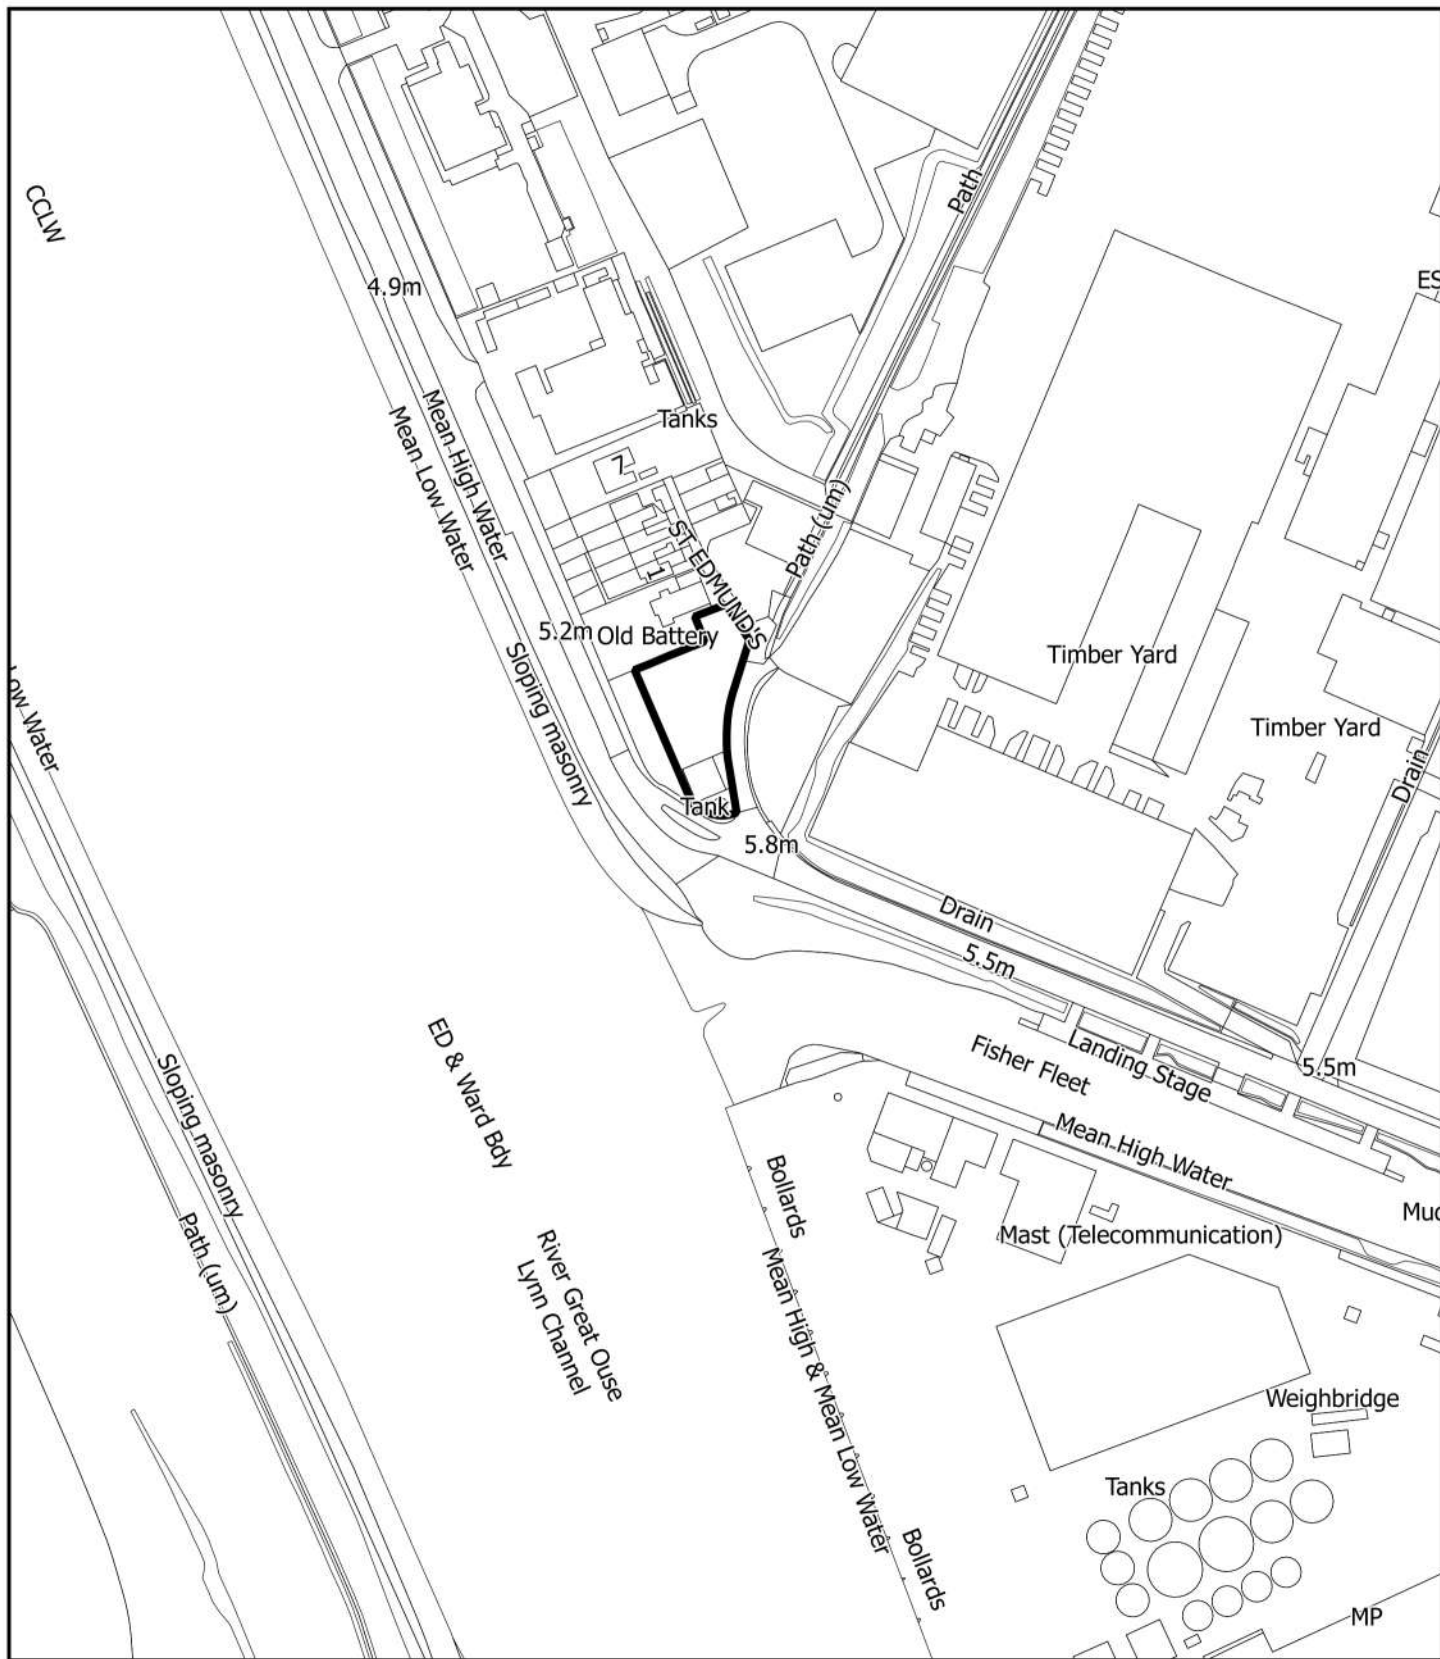 CCLW
Path
ES
4.9m
Mean High Water
Mean Low Water
Tanks
7
ST EDMUND'S
Path (um)
1
5.2m
Old Battery
Sloping masonry
Timber Yard
Timber Yard
Low Water
Drain
Tank
5.8m
Drain
5.5m
Landing Stage
Fisher Fleet
5.5m
ED & Ward Bdy
Sloping masonry
Mean High Water
Bollards
Path (um)
Mud
Mast (Telecommunication)
River Great Ouse
Lynn Channel
Mean High & Mean Low Water
Weighbridge
Tanks
Bollards
MP